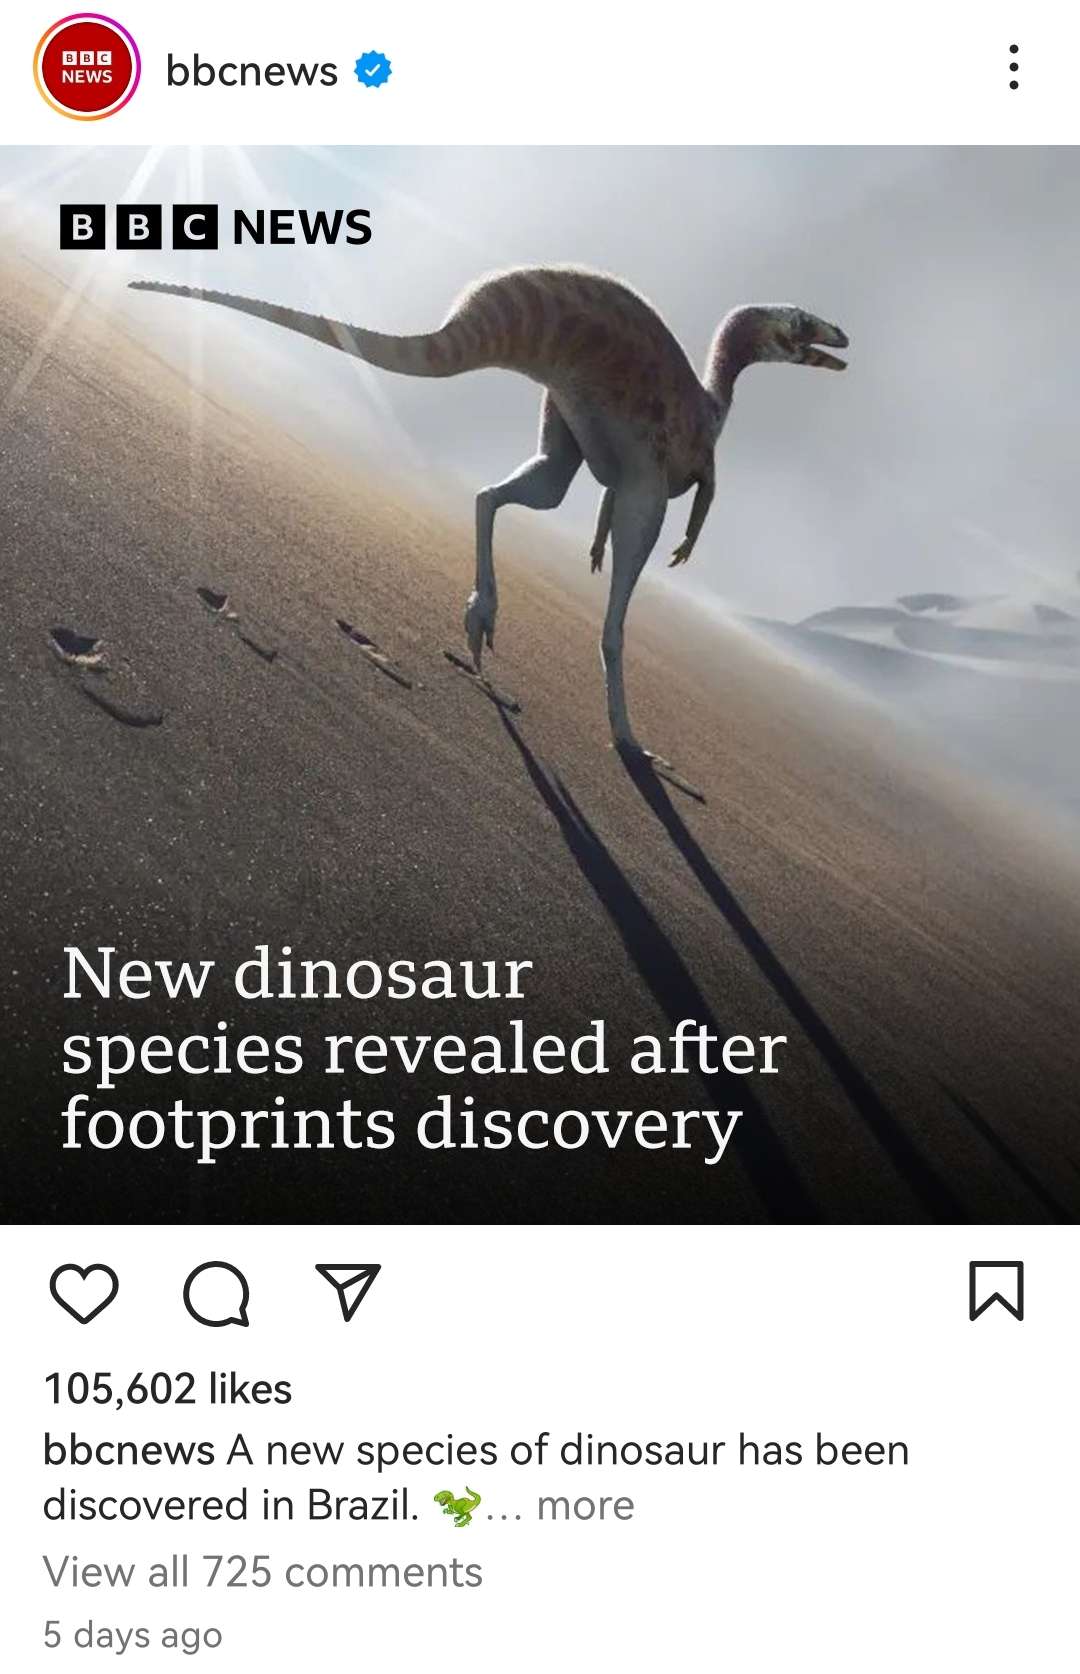 BBC
NEWS
bbcnews
BBC NEWS
New dinosaur
species revealed after
footprints discovery
105,602 likes
bbcnews A new species of dinosaur has been
discovered in Brazil. 🦖... more
View all 725 comments
5 days ago